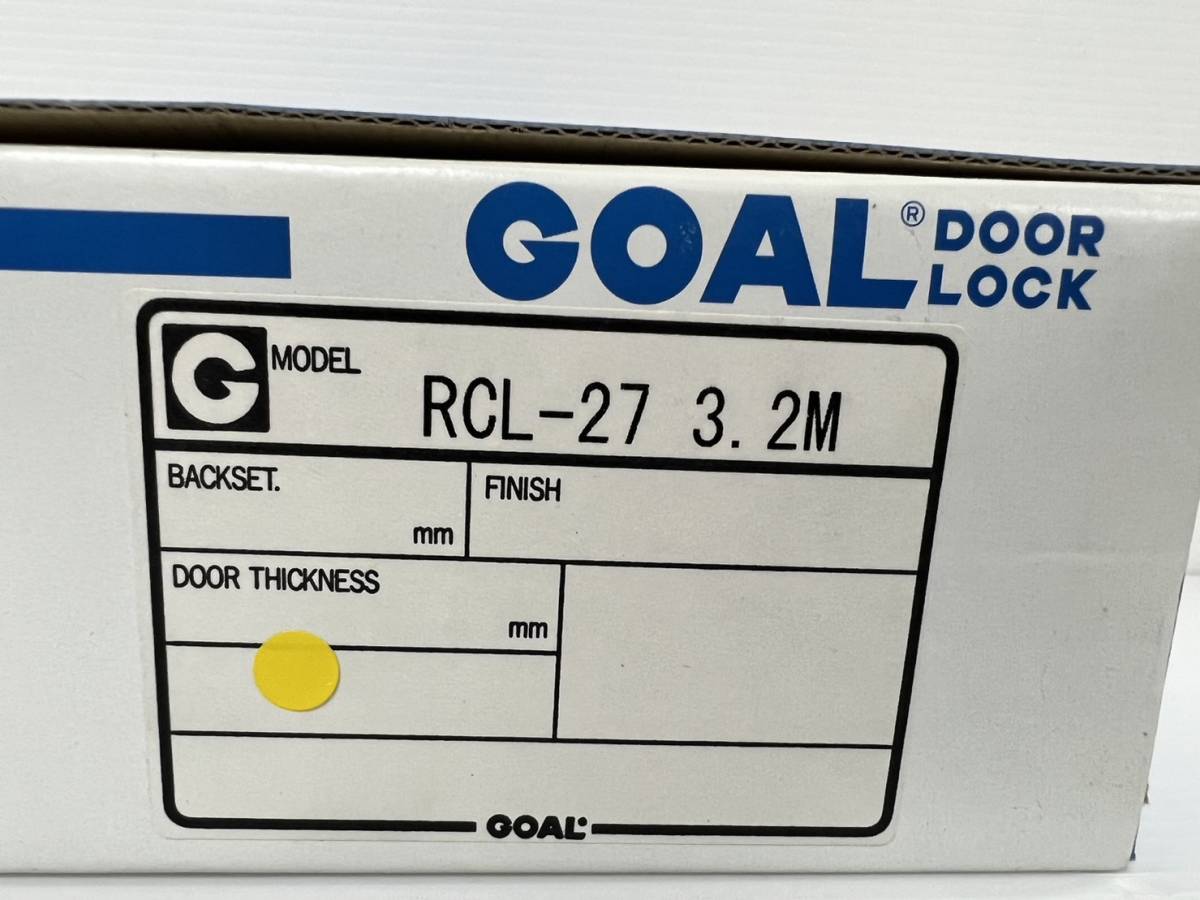 GOAL® DOOR LOCK
G MODEL
RCL-27 3.2M
BACKSET.
mm
FINISH
DOOR THICKNESS
mm
GOAL